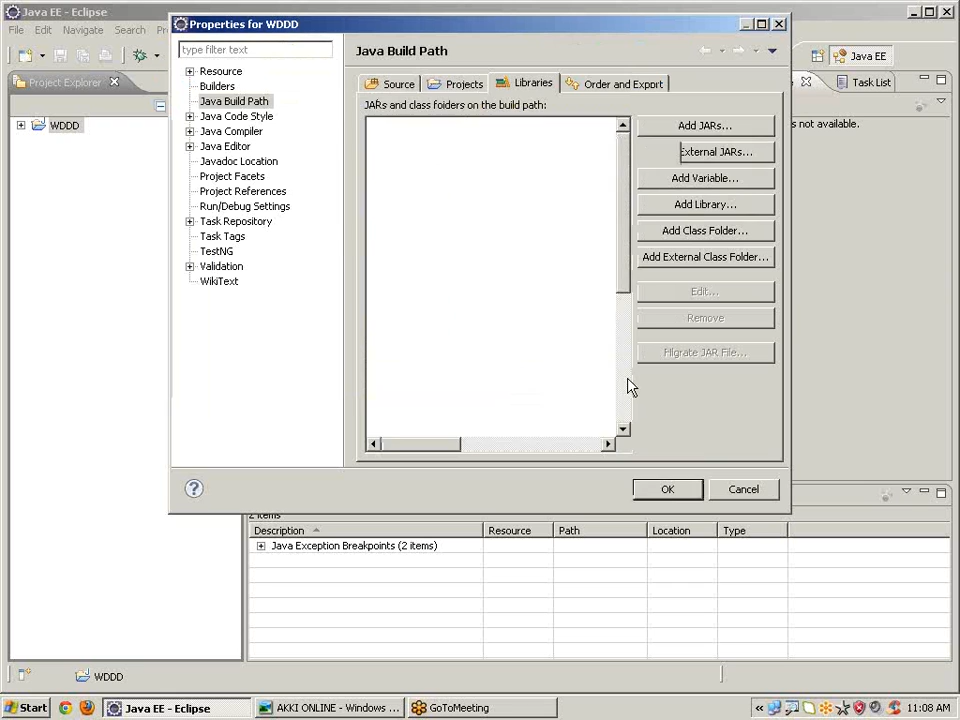 Java EE - Eclipse
File Edit Navigate Search
Project Explorer
WDDD
Properties for WDDD
type filter text
Resource
Builders
Java Build Path
Java Code Style
Java Compiler
Java Editor
Javadoc Location
Project Facets
Project References
Run/Debug Settings
Task Repository
Task Tags
TestNG
Validation
WikiText
Java Build Path
Source Projects Libraries Order and Export
JARs and class folders on the build path:
Add JARs...
External JARs...
Add Variable...
Add Library...
Add Class Folder...
Add External Class Folder...
Edit...
Remove
JAR File...
OK Cancel
Java EE
Task List
s not available.
2 items
Description Resource Path Location Type
Java Exception Breakpoints (2 items)
WDDD
Start Java EE - Eclipse AKKI ONLINE - Windows ... GoToMeeting 11:08 AM